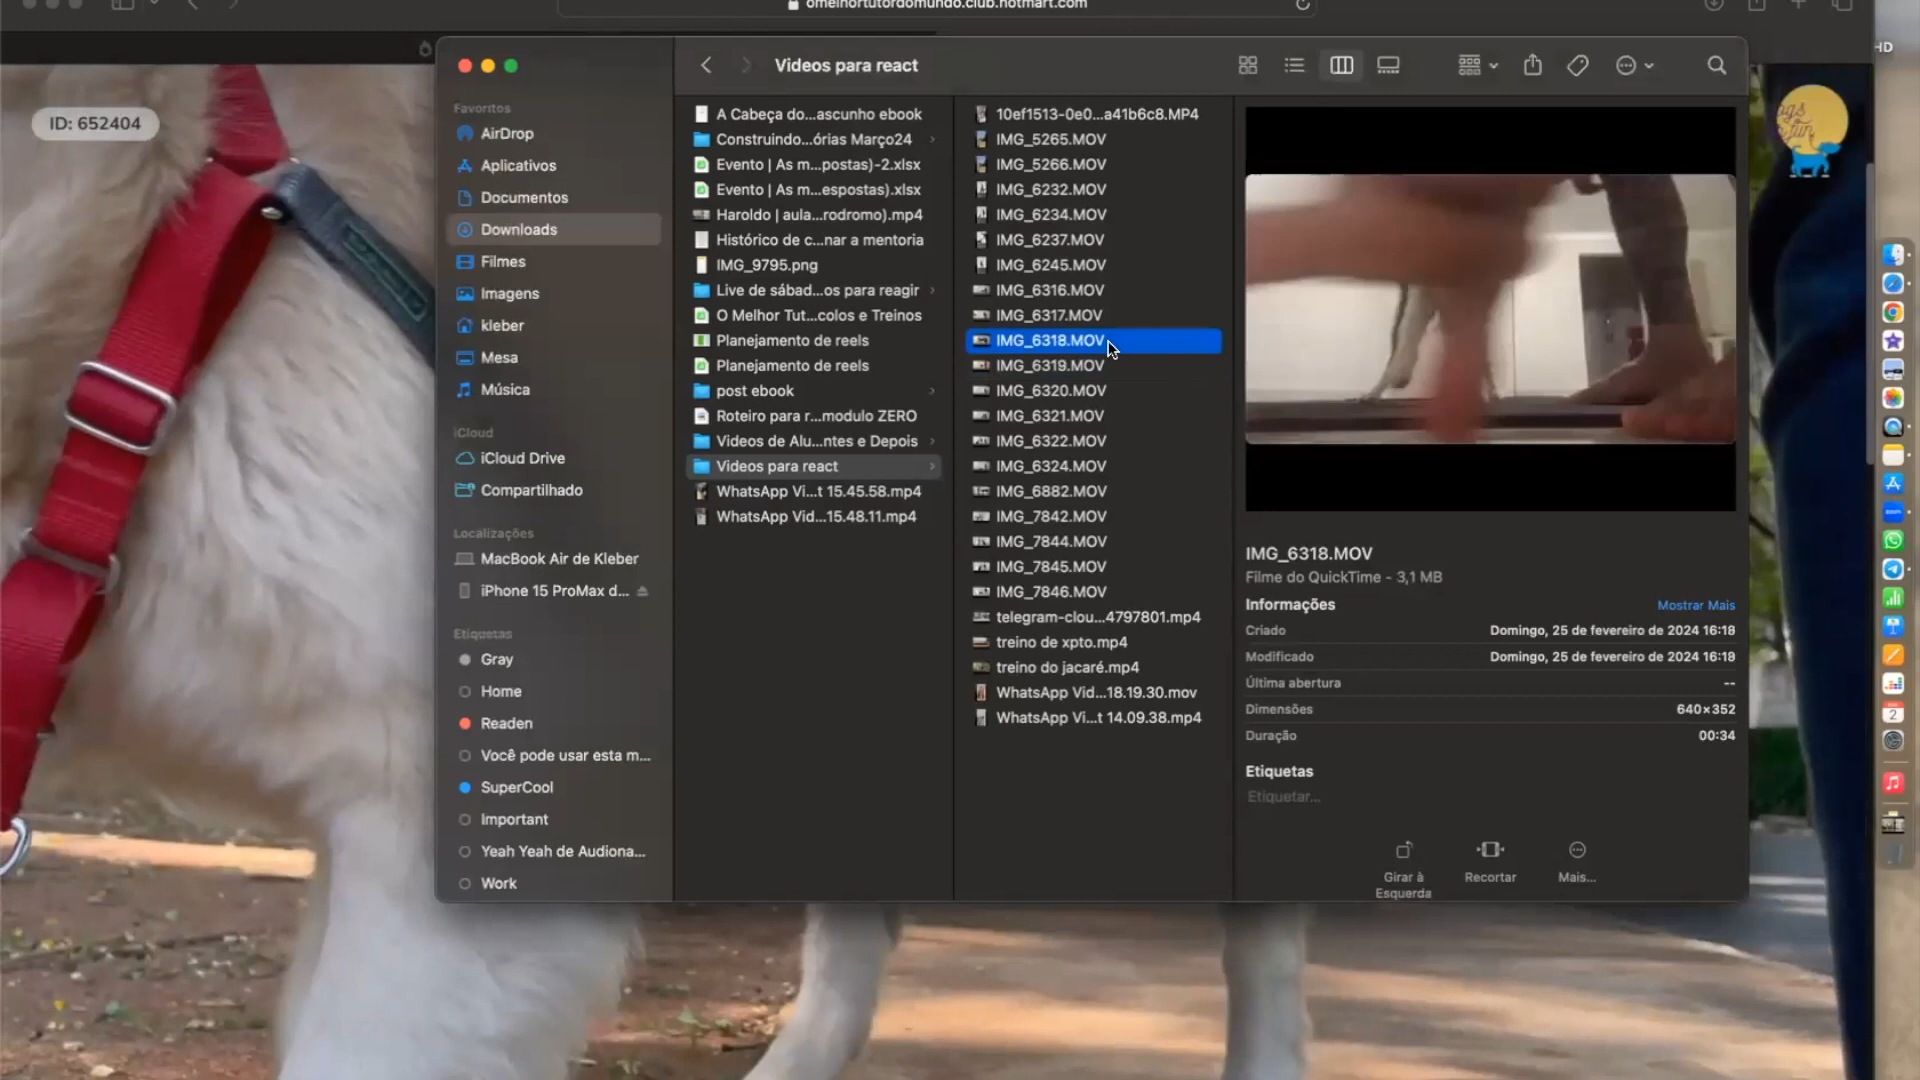 omelhortutordomundo.club.hotmart.com
HD
ID: 652404
Videos para react
Favoritos
AirDrop
Aplicativos
Documentos
Downloads
Filmes
Imagens
kleber
Mesa
Música
iCloud
iCloud Drive
Compartilhado
Localizações
MacBook Air de Kleber
iPhone 15 ProMax d...
Etiquetas
Gray
Home
Readen
Você pode usar esta m...
SuperCool
Important
Yeah Yeah de Audiona...
Work
A Cabeça do...ascunho ebook
Construindo...órias Março24
Evento | As m...postas)-2.xlsx
Evento | As m...espostas).xlsx
Haroldo | aula...rodromo).mp4
Histórico de c...nar a mentoria
IMG_9795.png
Live de sábad...os para reagir
O Melhor Tut...colos e Treinos
Planejamento de reels
Planejamento de reels
post ebook
Roteiro para r...modulo ZERO
Videos de Alu...ntes e Depois
Videos para react
WhatsApp Vi...t 15.45.58.mp4
WhatsApp Vid...15.48.11.mp4
10ef1513-0e0...a41b6c8.MP4
IMG_5265.MOV
IMG_5266.MOV
IMG_6232.MOV
IMG_6234.MOV
IMG_6237.MOV
IMG_6245.MOV
IMG_6316.MOV
IMG_6317.MOV
IMG_6318.MOV
IMG_6319.MOV
IMG_6320.MOV
IMG_6321.MOV
IMG_6322.MOV
IMG_6324.MOV
IMG_6882.MOV
IMG_7842.MOV
IMG_7844.MOV
IMG_7845.MOV
IMG_7846.MOV
telegram-clou...4797801.mp4
treino de xpto.mp4
treino do jacaré.mp4
WhatsApp Vid...18.19.30.mov
WhatsApp Vi...t 14.09.38.mp4
IMG_6318.MOV
Filme do QuickTime - 3,1 MB
Informações Mostrar Mais
Criado Domingo, 25 de fevereiro de 2024 16:18
Modificado Domingo, 25 de fevereiro de 2024 16:18
Última abertura --
Dimensões 640×352
Duração 00:34
Etiquetas
Etiquetar...
Girar à
Esquerda
Recortar
Mais...
2